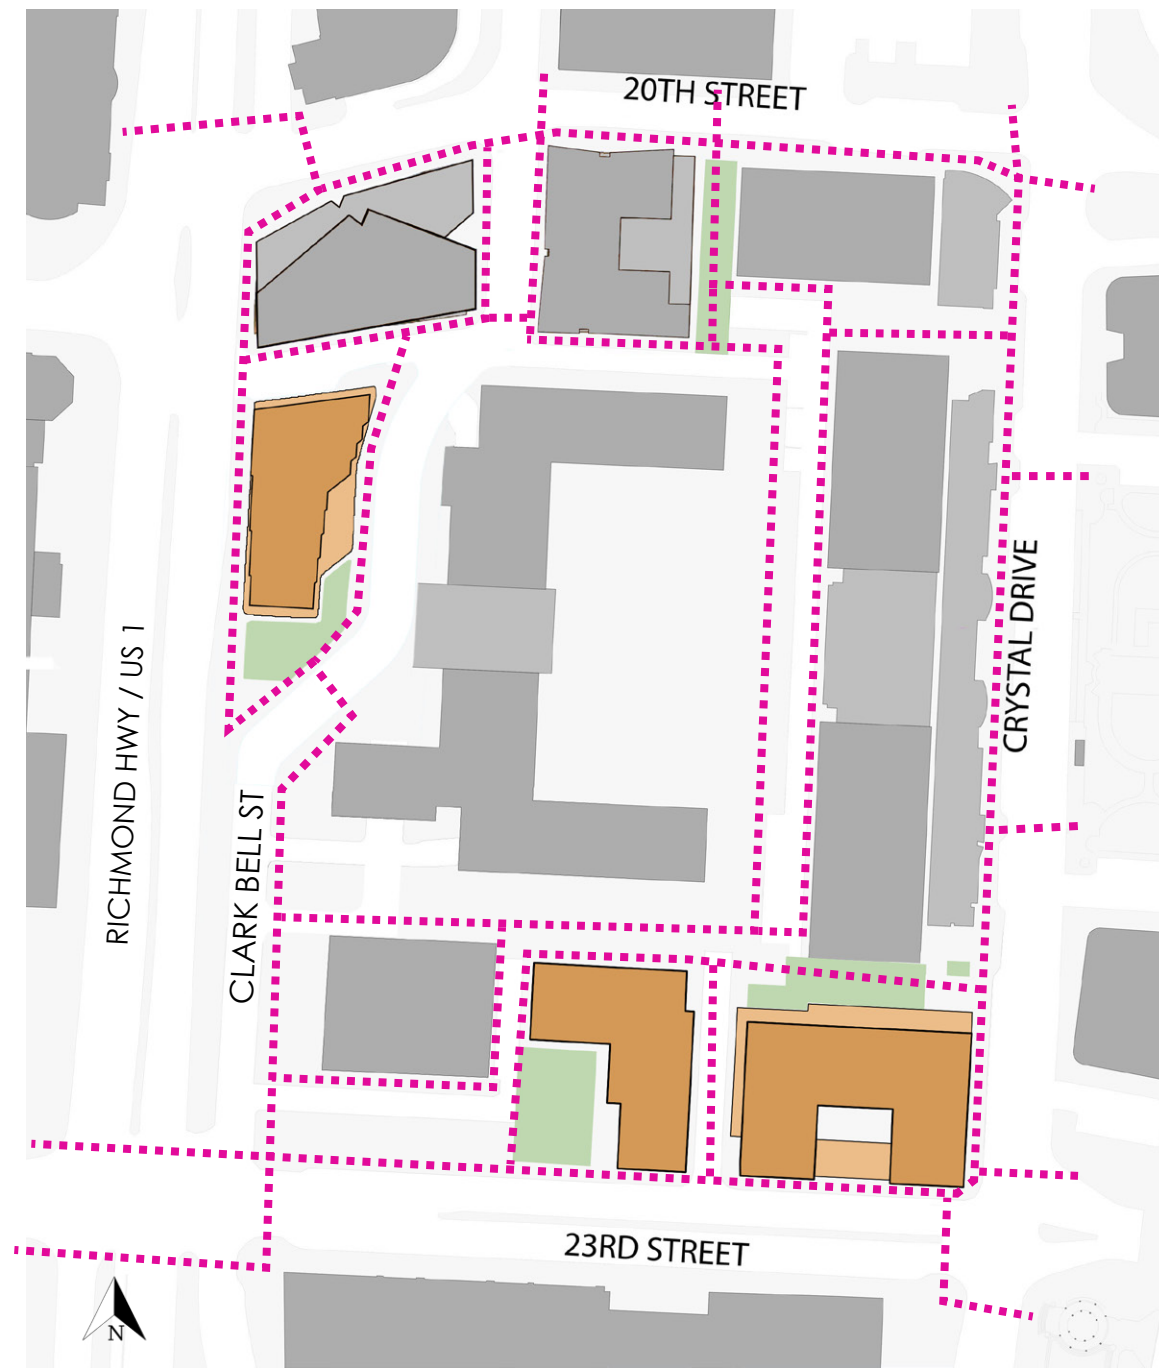 20TH STREET
CRYSTAL DRIVE
RICHMOND HWY / US 1
CLARK BELL ST
23RD STREET
N